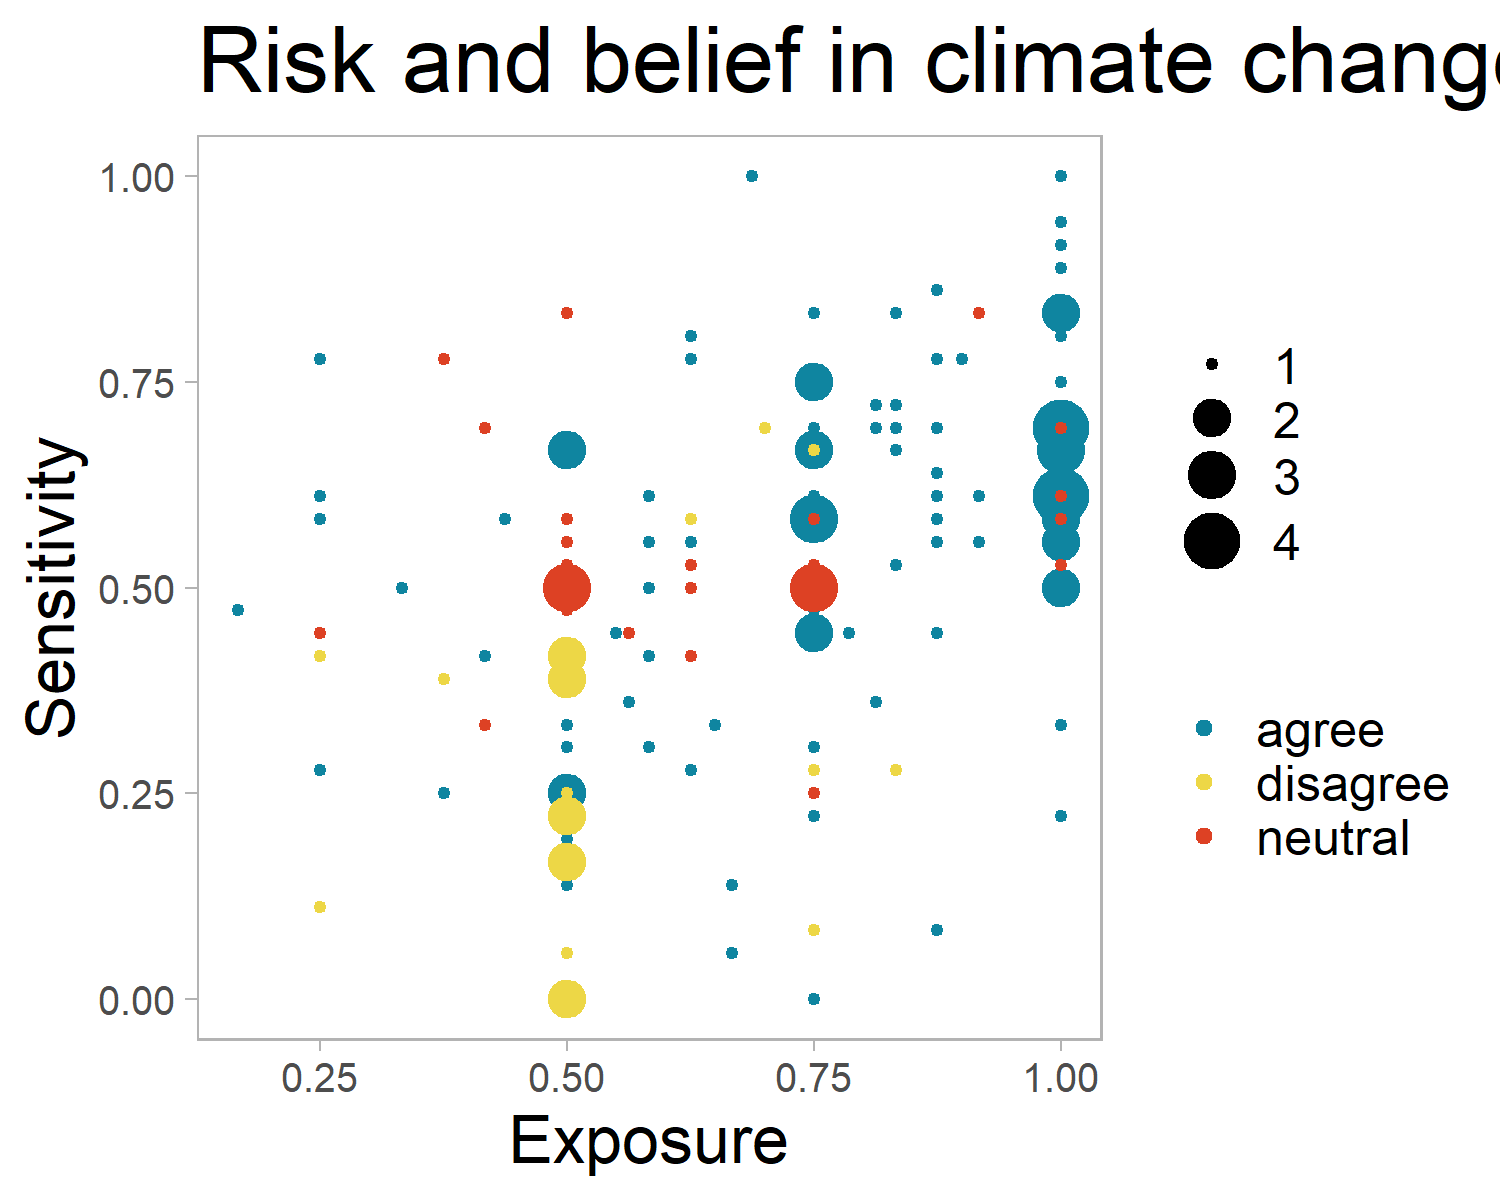 Risk and belief in climate chang
Sensitivity
1.00
0.75
0.50
0.25
0.00
0.25 0.50 0.75 1.00
Exposure
1
2
3
4
agree
disagree
neutral